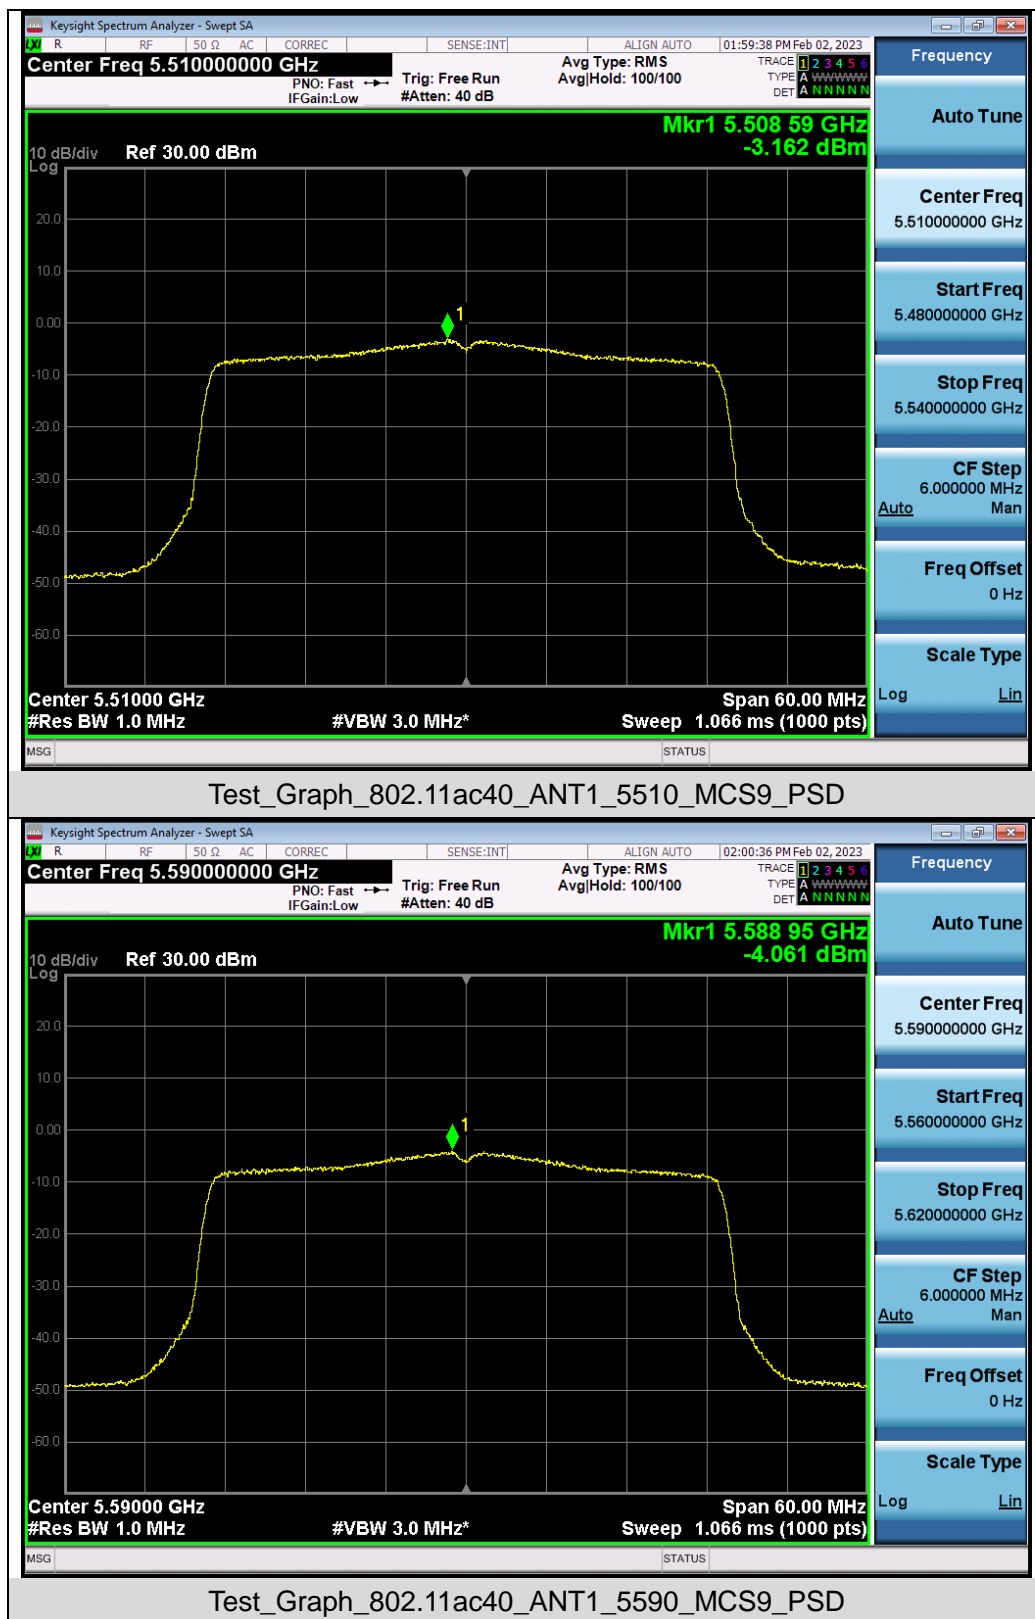 Keysight Spectrum Analyzer - Swept SA
LXI R RF 50 Ω AC CORREC SENSE:INT ALIGN AUTO 01:59:38 PM Feb 02, 2023
Center Freq 5.510000000 GHz
Avg Type: RMS
TRACE 1 2 3 4 5 6
PNO: Fast Trig: Free Run Avg|Hold: 100/100 TYPE A WWWWW
IFGain:Low #Atten: 40 dB DET A N N N N N
Frequency
Auto Tune
Mkr1 5.508 59 GHz
-3.162 dBm
10 dB/div Ref 30.00 dBm
Log
20.0
10.0
0.00
-10.0
-20.0
-30.0
-40.0
-50.0
-60.0
1
Center Freq
5.510000000 GHz
Start Freq
5.480000000 GHz
Stop Freq
5.540000000 GHz
CF Step
6.000000 MHz
Auto Man
Freq Offset
0 Hz
Scale Type
Log Lin
Center 5.51000 GHz Span 60.00 MHz
#Res BW 1.0 MHz #VBW 3.0 MHz* Sweep 1.066 ms (1000 pts)
MSG STATUS
Test_Graph_802.11ac40_ANT1_5510_MCS9_PSD
Keysight Spectrum Analyzer - Swept SA
LXI R RF 50 Ω AC CORREC SENSE:INT ALIGN AUTO 02:00:36 PM Feb 02, 2023
Center Freq 5.590000000 GHz
Avg Type: RMS
TRACE 1 2 3 4 5 6
PNO: Fast Trig: Free Run Avg|Hold: 100/100 TYPE A WWWWW
IFGain:Low #Atten: 40 dB DET A N N N N N
Frequency
Auto Tune
Mkr1 5.588 95 GHz
-4.061 dBm
10 dB/div Ref 30.00 dBm
Log
20.0
10.0
0.00
-10.0
-20.0
-30.0
-40.0
-50.0
-60.0
1
Center Freq
5.590000000 GHz
Start Freq
5.560000000 GHz
Stop Freq
5.620000000 GHz
CF Step
6.000000 MHz
Auto Man
Freq Offset
0 Hz
Scale Type
Log Lin
Center 5.59000 GHz Span 60.00 MHz
#Res BW 1.0 MHz #VBW 3.0 MHz* Sweep 1.066 ms (1000 pts)
MSG STATUS
Test_Graph_802.11ac40_ANT1_5590_MCS9_PSD